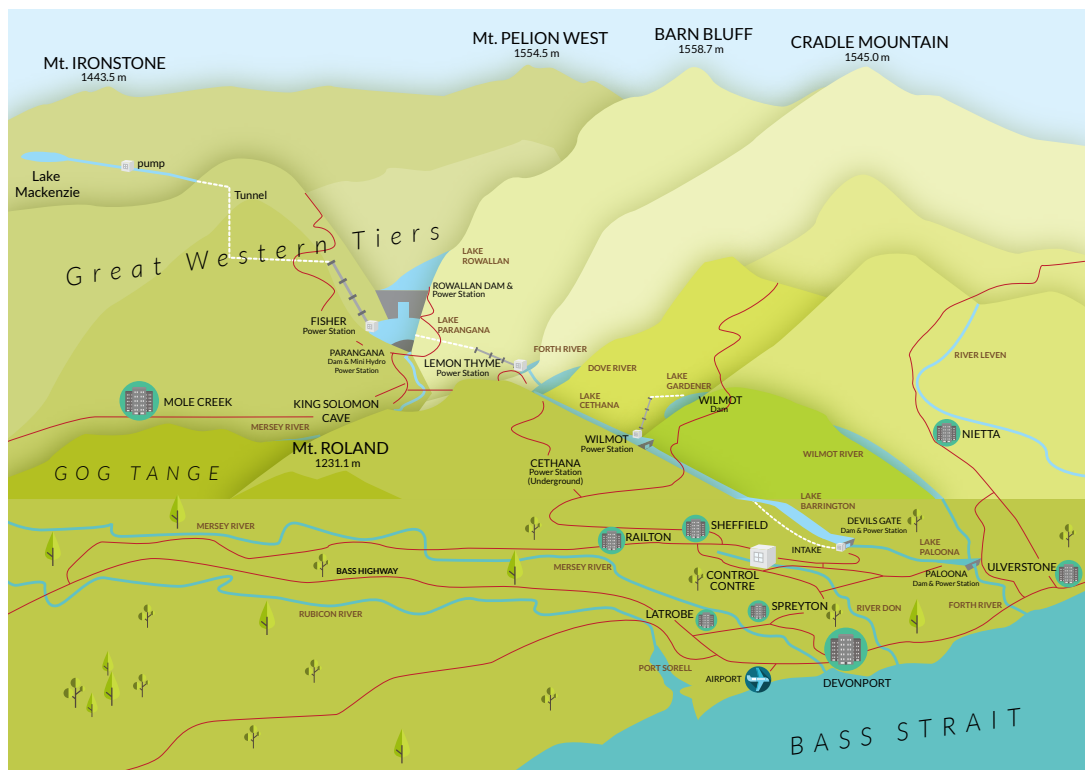 Mt. PELION WEST
1554.5 m
BARN BLUFF
1558.7 m
CRADLE MOUNTAIN
1545.0 m
Mt. IRONSTONE
1443.5 m
pump
Lake
Mackenzie
Tunnel
Great Western Tiers
LAKE
ROWALLAN
ROWALLAN DAM &
Power Station
FISHER
Power Station
LAKE
PARANGANA
PARANGANA
Dam & Mini Hydro
Power Station
LEMON THYME
Power Station
FORTH RIVER
DOVE RIVER
RIVER LEVEN
LAKE
GARDENER
LAKE
CETHANA
WILMOT
Dam
MOLE CREEK
KING SOLOMON
CAVE
MERSEY RIVER
Mt. ROLAND
1231.1 m
WILMOT
Power Station
NIETTA
GOG TANGE
CETHANA
Power Station
(Underground)
WILMOT RIVER
LAKE
BARRINGTON
MERSEY RIVER
SHEFFIELD
DEVILS GATE
Dam & Power Station
RAILTON
INTAKE
LAKE
PALOONA
BASS HIGHWAY
MERSEY RIVER
CONTROL
CONTRE
PALOONA
Dam & Power Station
ULVERSTONE
RUBICON RIVER
LATROBE
SPREYTON
RIVER DON
FORTH RIVER
PORT SORELL
AIRPORT
DEVONPORT
BASS STRAIT